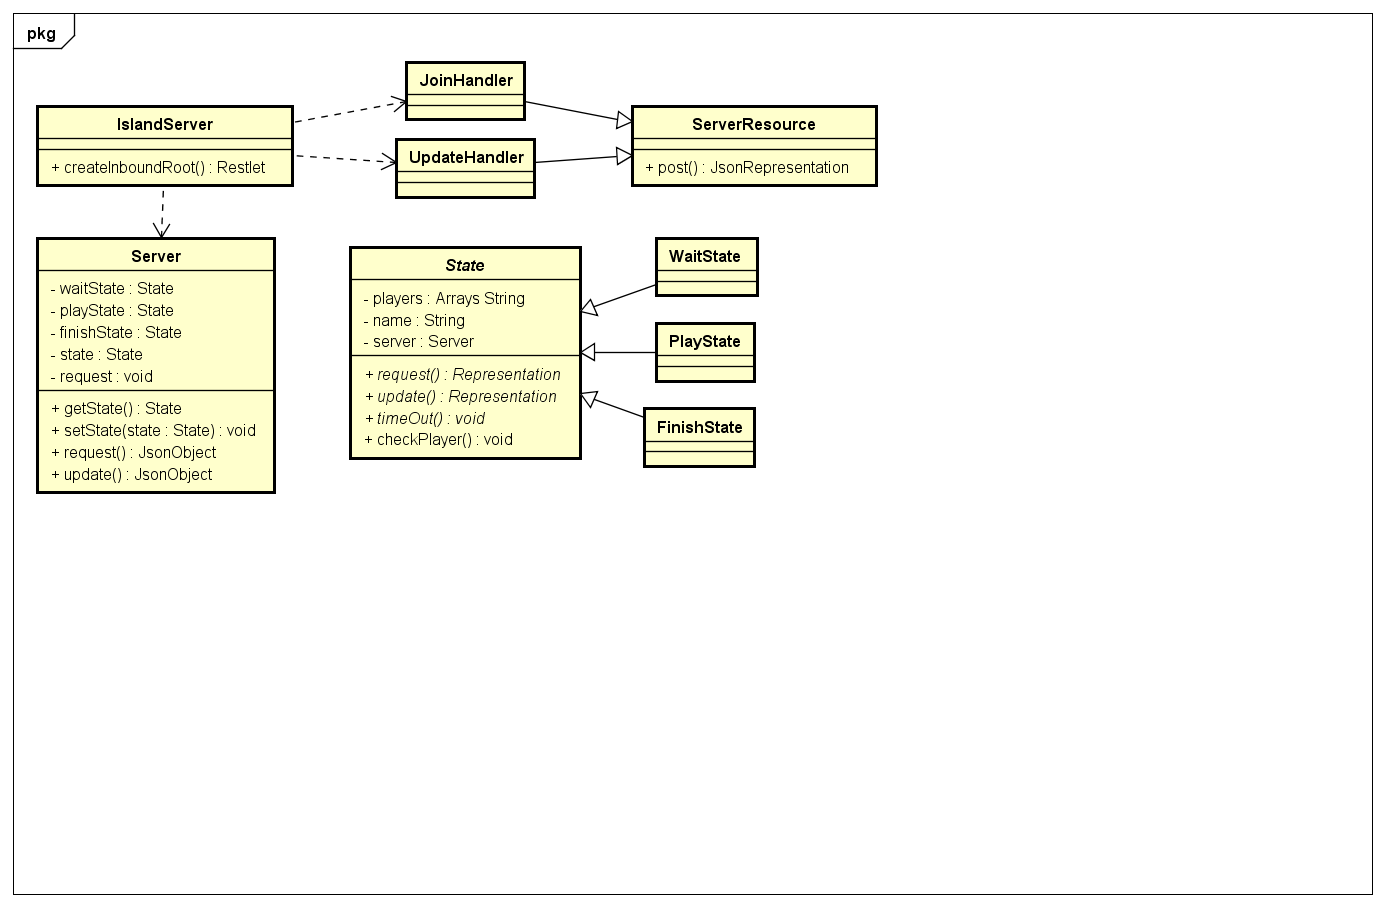 pkg
JoinHandler
IslandServer
+ createInboundRoot() : Restlet
UpdateHandler
ServerResource
+ post() : JsonRepresentation
Server
- waitState : State
- playState : State
- finishState : State
- state : State
- request : void
+ getState() : State
+ setState(state : State) : void
+ request() : JsonObject
+ update() : JsonObject
State
- players : Arrays String
- name : String
- server : Server
+ request() : Representation
+ update() : Representation
+ timeOut() : void
+ checkPlayer() : void
WaitState
PlayState
FinishState